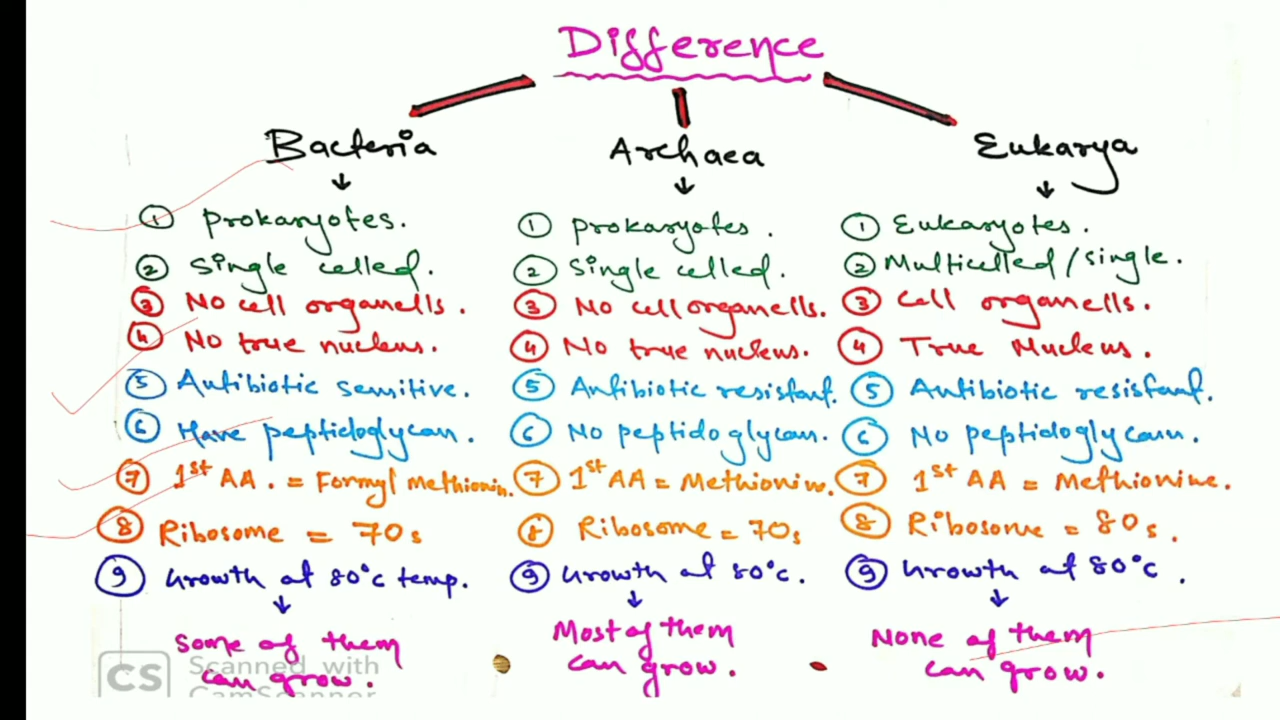 Difference
Bacteria
① Prokaryotes.
② Single celled.
③ No cell organells.
④ No true nucleus.
⑤ Antibiotic sensitive.
⑥ Have peptidoglycan.
⑦ 1st AA. = Formyl Methionin.
⑧ Ribosome = 70s
⑨ Growth at 80°c temp.
Some of them
can grow.
Archaea
① Prokaryotes.
② Single celled.
③ No cell organells.
④ No true nucleus.
⑤ Antibiotic resistant.
⑥ No peptidoglycan.
⑦ 1st AA = Methionine.
⑧ Ribosome = 70s
⑨ Growth at 80°c.
Most of them
can grow.
Eukarya
① Eukaryotes.
② Multicelled/single.
③ Cell organells.
④ True Nucleus.
⑤ Antibiotic resistant.
⑥ No peptidoglycan.
⑦ 1st AA = Methionine.
⑧ Ribosome = 80s.
⑨ Growth at 80°c.
None of them
can grow.
CS Scanned with
CamScanner